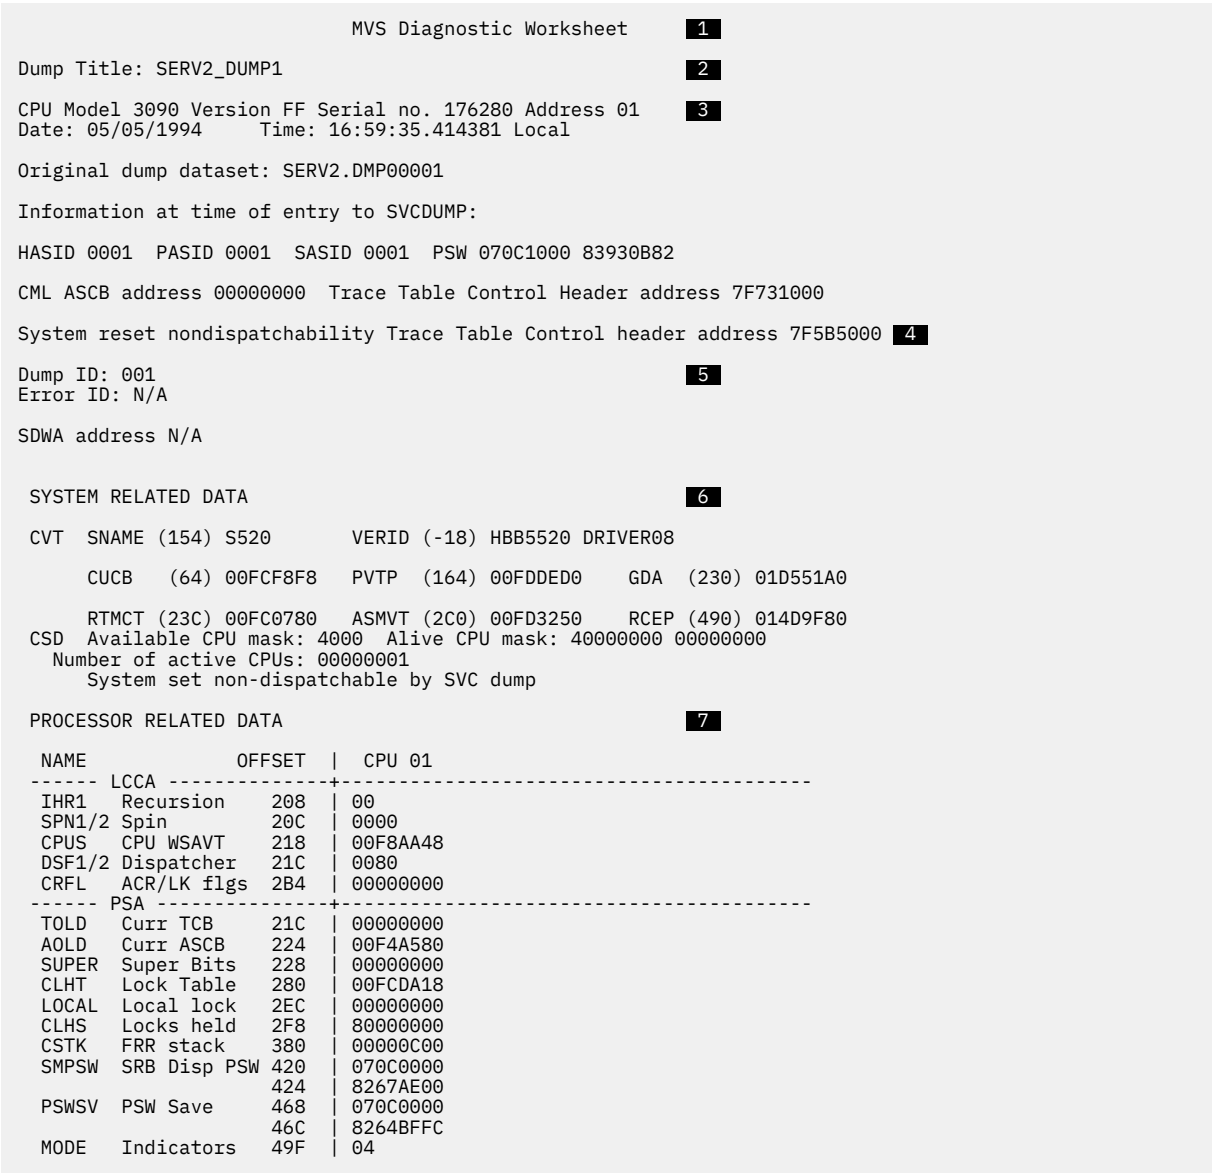 MVS Diagnostic Worksheet 1
Dump Title: SERV2_DUMP1 2
CPU Model 3090 Version FF Serial no. 176280 Address 01 3
Date: 05/05/1994 Time: 16:59:35.414381 Local
Original dump dataset: SERV2.DMP00001
Information at time of entry to SVCDUMP:
HASID 0001 PASID 0001 SASID 0001 PSW 070C1000 83930B82
CML ASCB address 00000000 Trace Table Control Header address 7F731000
System reset nondispatchability Trace Table Control header address 7F5B5000 4
Dump ID: 001 5
Error ID: N/A
SDWA address N/A
SYSTEM RELATED DATA 6
CVT SNAME (154) S520 VERID (-18) HBB5520 DRIVER08
CUCB (64) 00FCF8F8 PVTP (164) 00FDDED0 GDA (230) 01D551A0
RTMCT (23C) 00FC0780 ASMVT (2C0) 00FD3250 RCEP (490) 014D9F80
CSD Available CPU mask: 4000 Alive CPU mask: 40000000 00000000
Number of active CPUs: 00000001
System set non-dispatchable by SVC dump
PROCESSOR RELATED DATA 7
NAME OFFSET | CPU 01
------ LCCA --------------+-----------------------------------------
IHR1 Recursion 208 | 00
SPN1/2 Spin 20C | 0000
CPUS CPU WSAVT 218 | 00F8AA48
DSF1/2 Dispatcher 21C | 0080
CRFL ACR/LK flgs 2B4 | 00000000
------ PSA ---------------+-----------------------------------------
TOLD Curr TCB 21C | 00000000
AOLD Curr ASCB 224 | 00F4A580
SUPER Super Bits 228 | 00000000
CLHT Lock Table 280 | 00FCDA18
LOCAL Local lock 2EC | 00000000
CLHS Locks held 2F8 | 80000000
CSTK FRR stack 380 | 00000C00
SMPSW SRB Disp PSW 420 | 070C0000
424 | 8267AE00
PSWSV PSW Save 468 | 070C0000
46C | 8264BFFC
MODE Indicators 49F | 04